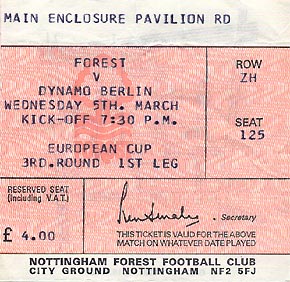 MAIN ENCLOSURE PAVILION RD
FOREST
V
DYNAMO BERLIN
WEDNESDAY 5TH. MARCH
KICK-OFF 7:30 P.M.
EUROPEAN CUP
3RD. ROUND 1ST LEG
ROW
ZH
SEAT
125
RESERVED SEAT
(including V.A.T.)
£ 4.00
Secretary
THIS TICKET IS VALID FOR THE ABOVE
MATCH ON WHATEVER DATE PLAYED
NOTTINGHAM FOREST FOOTBALL CLUB
CITY GROUND NOTTINGHAM NG2 5FJ